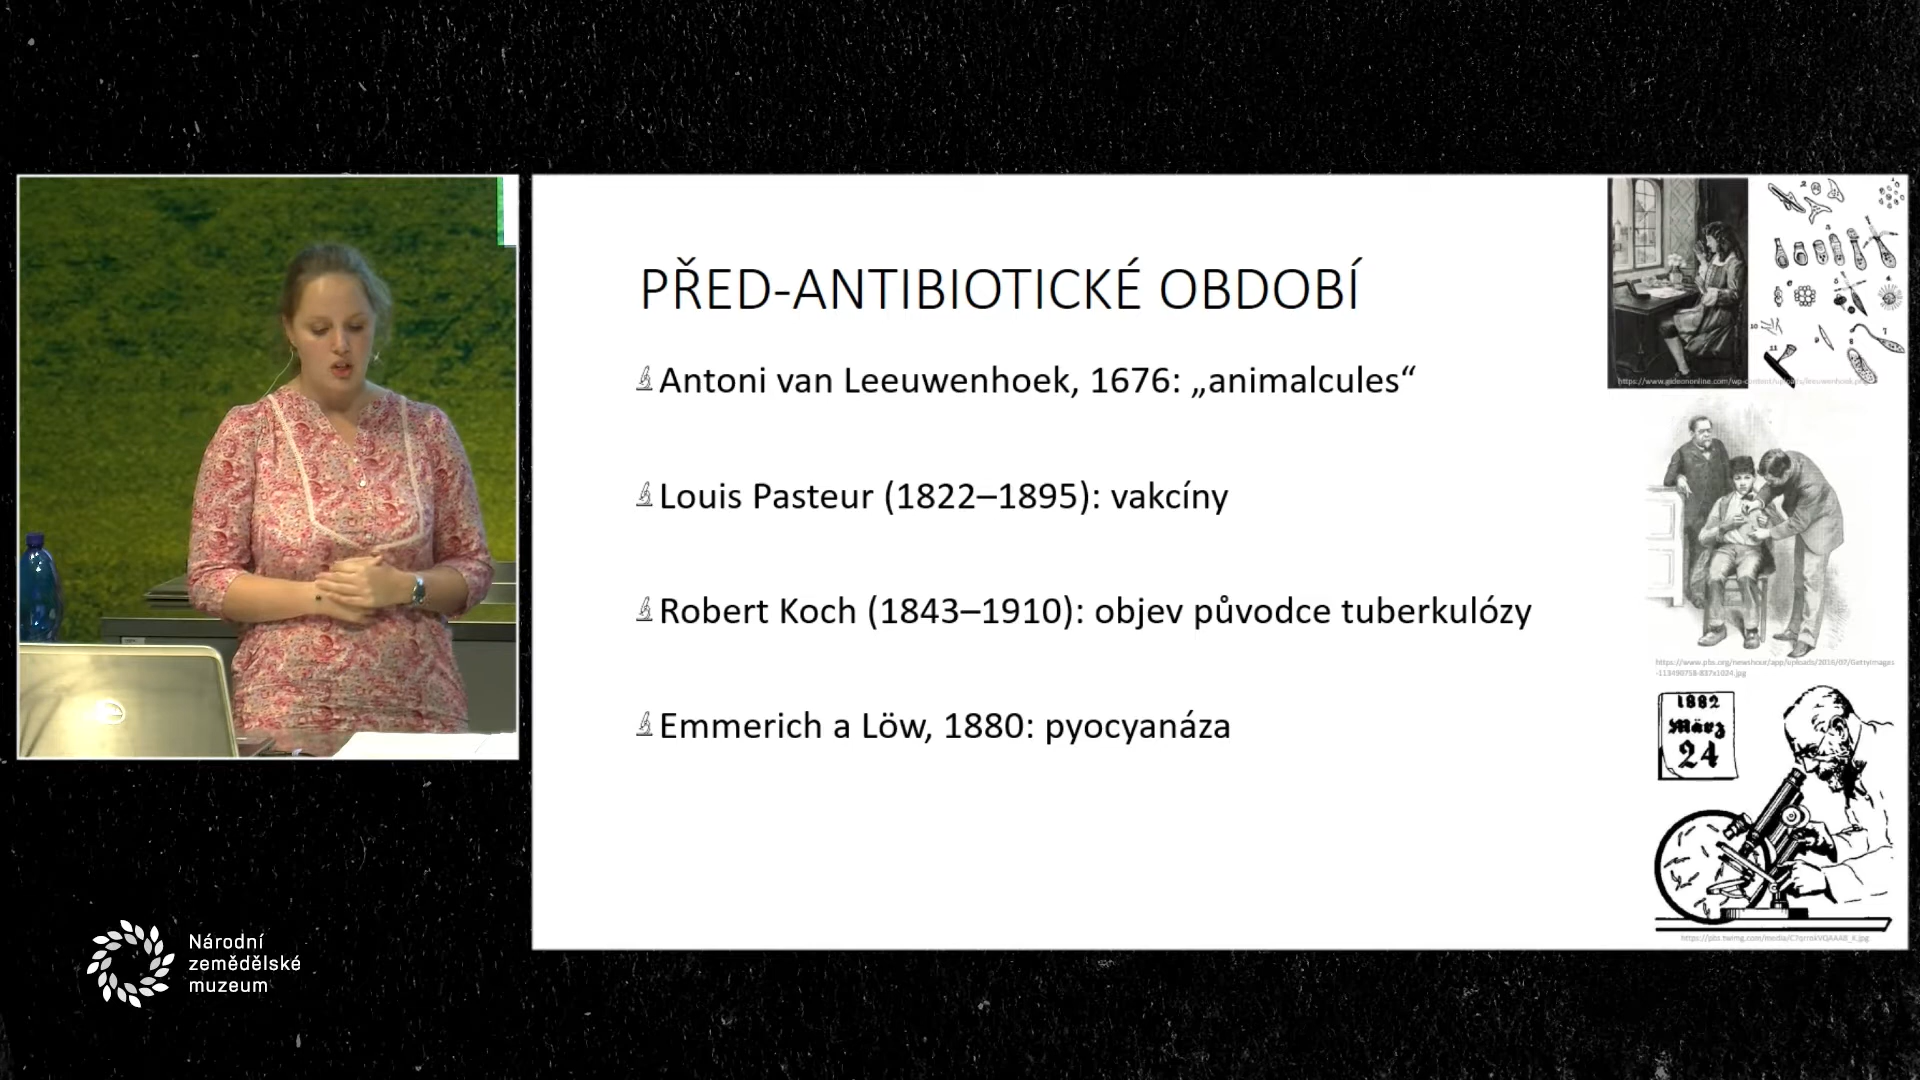 PŘED-ANTIBIOTICKÉ OBDOBÍ
Antoni van Leeuwenhoek, 1676: „animalcules“
Louis Pasteur (1822–1895): vakcíny
Robert Koch (1843–1910): objev původce tuberkulózy
Emmerich a Löw, 1880: pyocyanáza
1882
März
24
Národní
zemědělské
muzeum